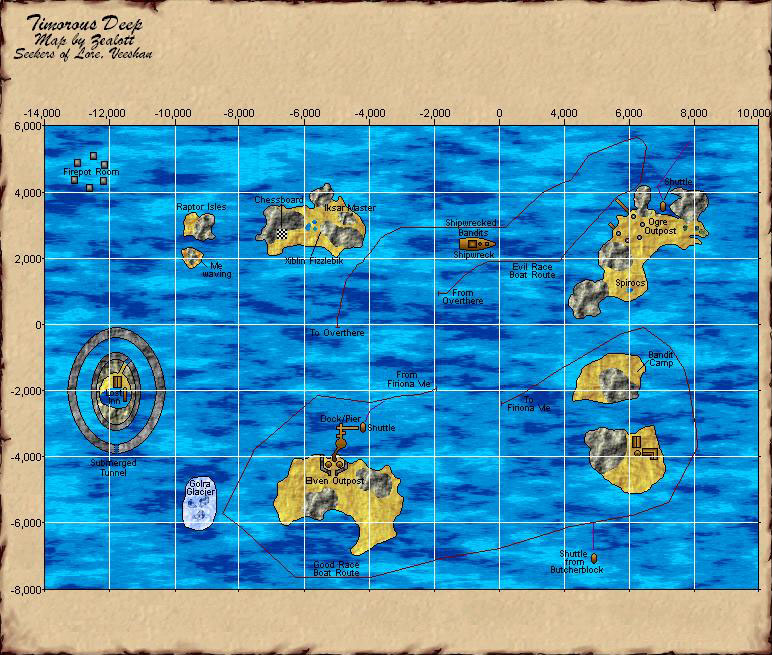 Timorous Deep
Map by Zealott
Seekers of Lore, Veeshan
-14,000 -12,000 -10,000 -8,000 -6,000 -4,000 -2,000 0 4,000 6,000 8,000 10,000
6,000
Firepot Room
Shuttle
4,000
Chessboard
Raptor Isles
Iksar Master
Shipwrecked
Bandits
Ogre
Outpost
Shipwreck
2,000
Xiblin Fizzlebik
Me
waving
Evil Race
Boat Route
Spirocs
From
Overthere
0
To Overthere
Bandit
Camp
From
Firiona Vie
-2,000
Lost
Inn
To
Firiona Vie
Dock/Pier
Shuttle
-4,000
Submerged
Tunnel
Elven Outpost
Golra
Glacier
-6,000
Shuttle
from
Butcherblock
Good Race
Boat Route
-8,000